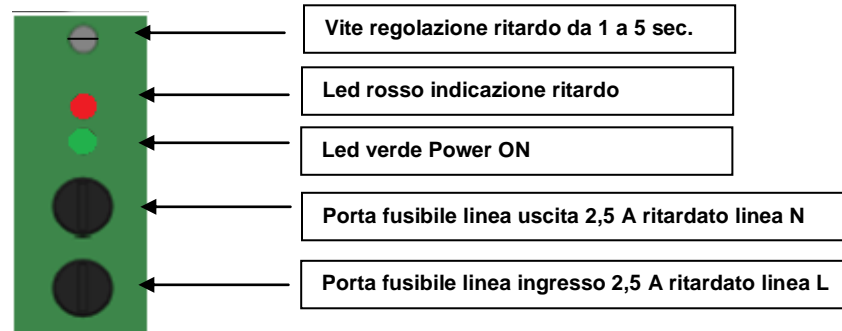 Vite regolazione ritardo da 1 a 5 sec.
Led rosso indicazione ritardo
Led verde Power ON
Porta fusibile linea uscita 2,5 A ritardato linea N
Porta fusibile linea ingresso 2,5 A ritardato linea L